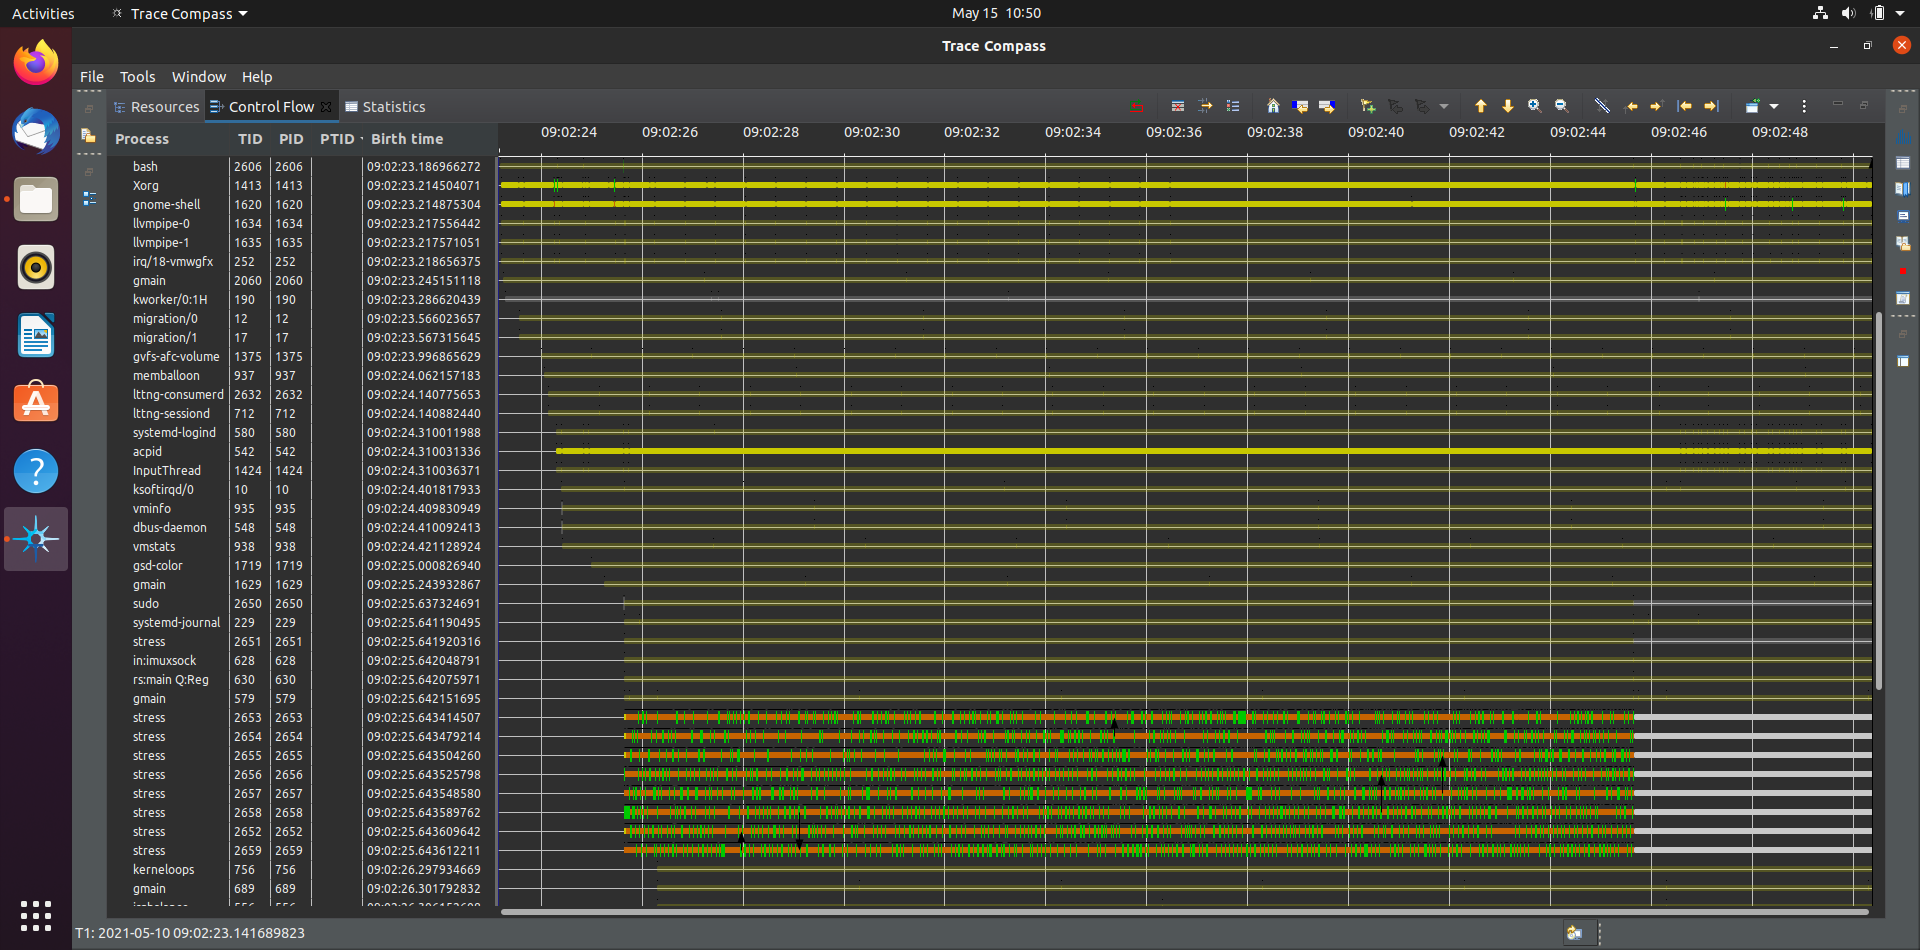 Activities Trace Compass May 15 10:50
Trace Compass
File Tools Window Help
Resources Control Flow Statistics
Process TID PID PTID Birth time 09:02:24 09:02:26 09:02:28 09:02:30 09:02:32 09:02:34 09:02:36 09:02:38 09:02:40 09:02:42 09:02:44 09:02:46 09:02:48
bash 2606 2606 09:02:23.186966272
Xorg 1413 1413 09:02:23.214504071
gnome-shell 1620 1620 09:02:23.214875304
llvmpipe-0 1634 1634 09:02:23.217556442
llvmpipe-1 1635 1635 09:02:23.217571051
irq/18-vmwgfx 252 252 09:02:23.218656375
gmain 2060 2060 09:02:23.245151118
kworker/0:1H 190 190 09:02:23.286620439
migration/0 12 12 09:02:23.566023657
migration/1 17 17 09:02:23.567315645
gvfs-afc-volume 1375 1375 09:02:23.996865629
memballoon 937 937 09:02:24.062157183
lttng-consumerd 2632 2632 09:02:24.140775653
lttng-sessiond 712 712 09:02:24.140882440
systemd-logind 580 580 09:02:24.310011988
acpid 542 542 09:02:24.310031336
InputThread 1424 1424 09:02:24.310036371
ksoftirqd/0 10 10 09:02:24.401817933
vminfo 935 935 09:02:24.409830949
dbus-daemon 548 548 09:02:24.410092413
vmstats 938 938 09:02:24.421128924
gsd-color 1719 1719 09:02:25.000826940
gmain 1629 1629 09:02:25.243932867
sudo 2650 2650 09:02:25.637324691
systemd-journal 229 229 09:02:25.641190495
stress 2651 2651 09:02:25.641920316
in:imuxsock 628 628 09:02:25.642048791
rs:main Q:Reg 630 630 09:02:25.642075971
gmain 579 579 09:02:25.642151695
stress 2653 2653 09:02:25.643414507
stress 2654 2654 09:02:25.643479214
stress 2655 2655 09:02:25.643504260
stress 2656 2656 09:02:25.643525798
stress 2657 2657 09:02:25.643548580
stress 2658 2658 09:02:25.643589762
stress 2652 2652 09:02:25.643609642
stress 2659 2659 09:02:25.643612211
kerneloops 756 756 09:02:26.297934669
gmain 689 689 09:02:26.301792832
T1: 2021-05-10 09:02:23.141689823